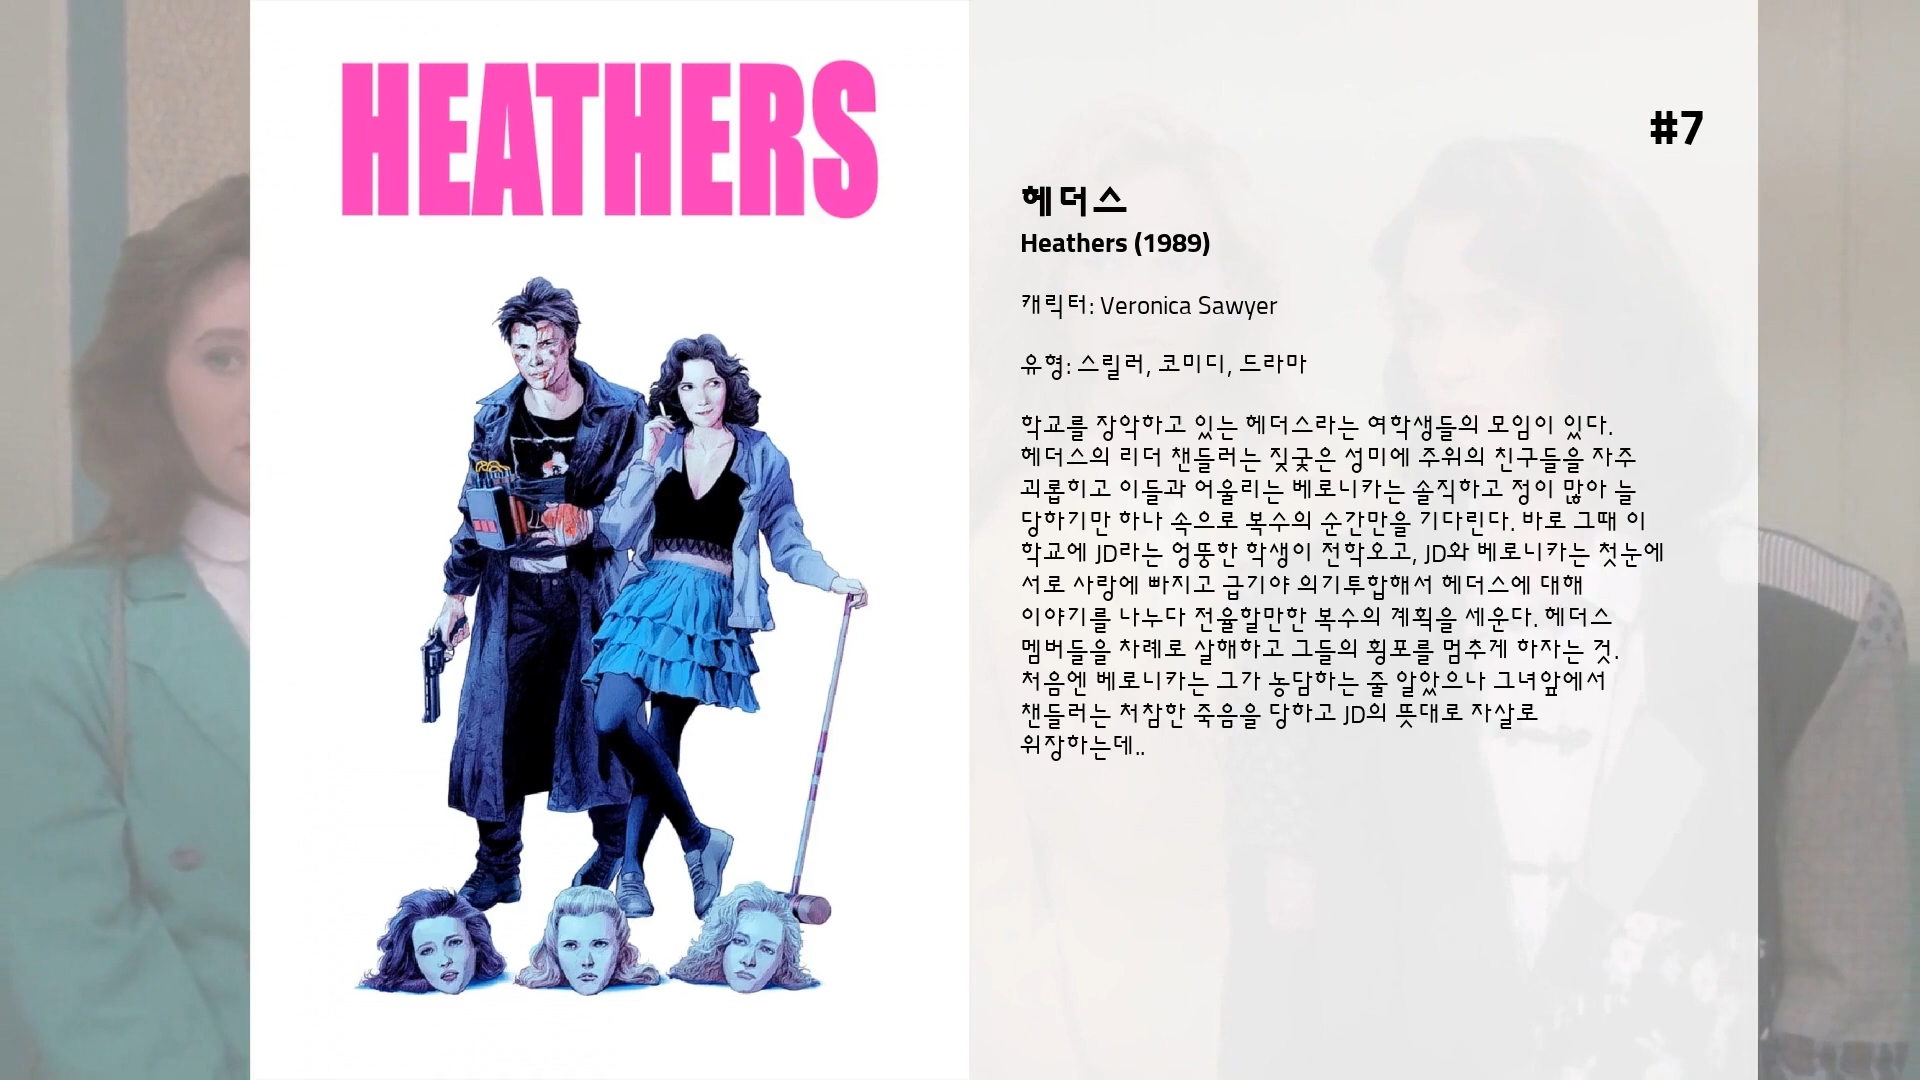 HEATHERS
#7
헤더스
Heathers (1989)
캐릭터: Veronica Sawyer
유형: 스릴러, 코미디, 드라마
학교를 장악하고 있는 헤더스라는 여학생들의 모임이 있다.
헤더스의 리더 챈들러는 짖궂은 성미에 주위의 친구들을 자주
괴롭히고 이들과 어울리는 베로니카는 솔직하고 정이 많아 늘
당하기만 하나 속으로 복수의 순간만을 기다린다. 바로 그때 이
학교에 JD라는 엉뚱한 학생이 전학오고, JD와 베로니카는 첫눈에
서로 사랑에 빠지고 급기야 의기투합해서 헤더스에 대해
이야기를 나누다 전율할만한 복수의 계획을 세운다. 헤더스
멤버들을 차례로 살해하고 그들의 횡포를 멈추게 하자는 것.
처음엔 베로니카는 그가 농담하는 줄 알았으나 그녀앞에서
챈들러는 처참한 죽음을 당하고 JD의 뜻대로 자살로
위장하는데..